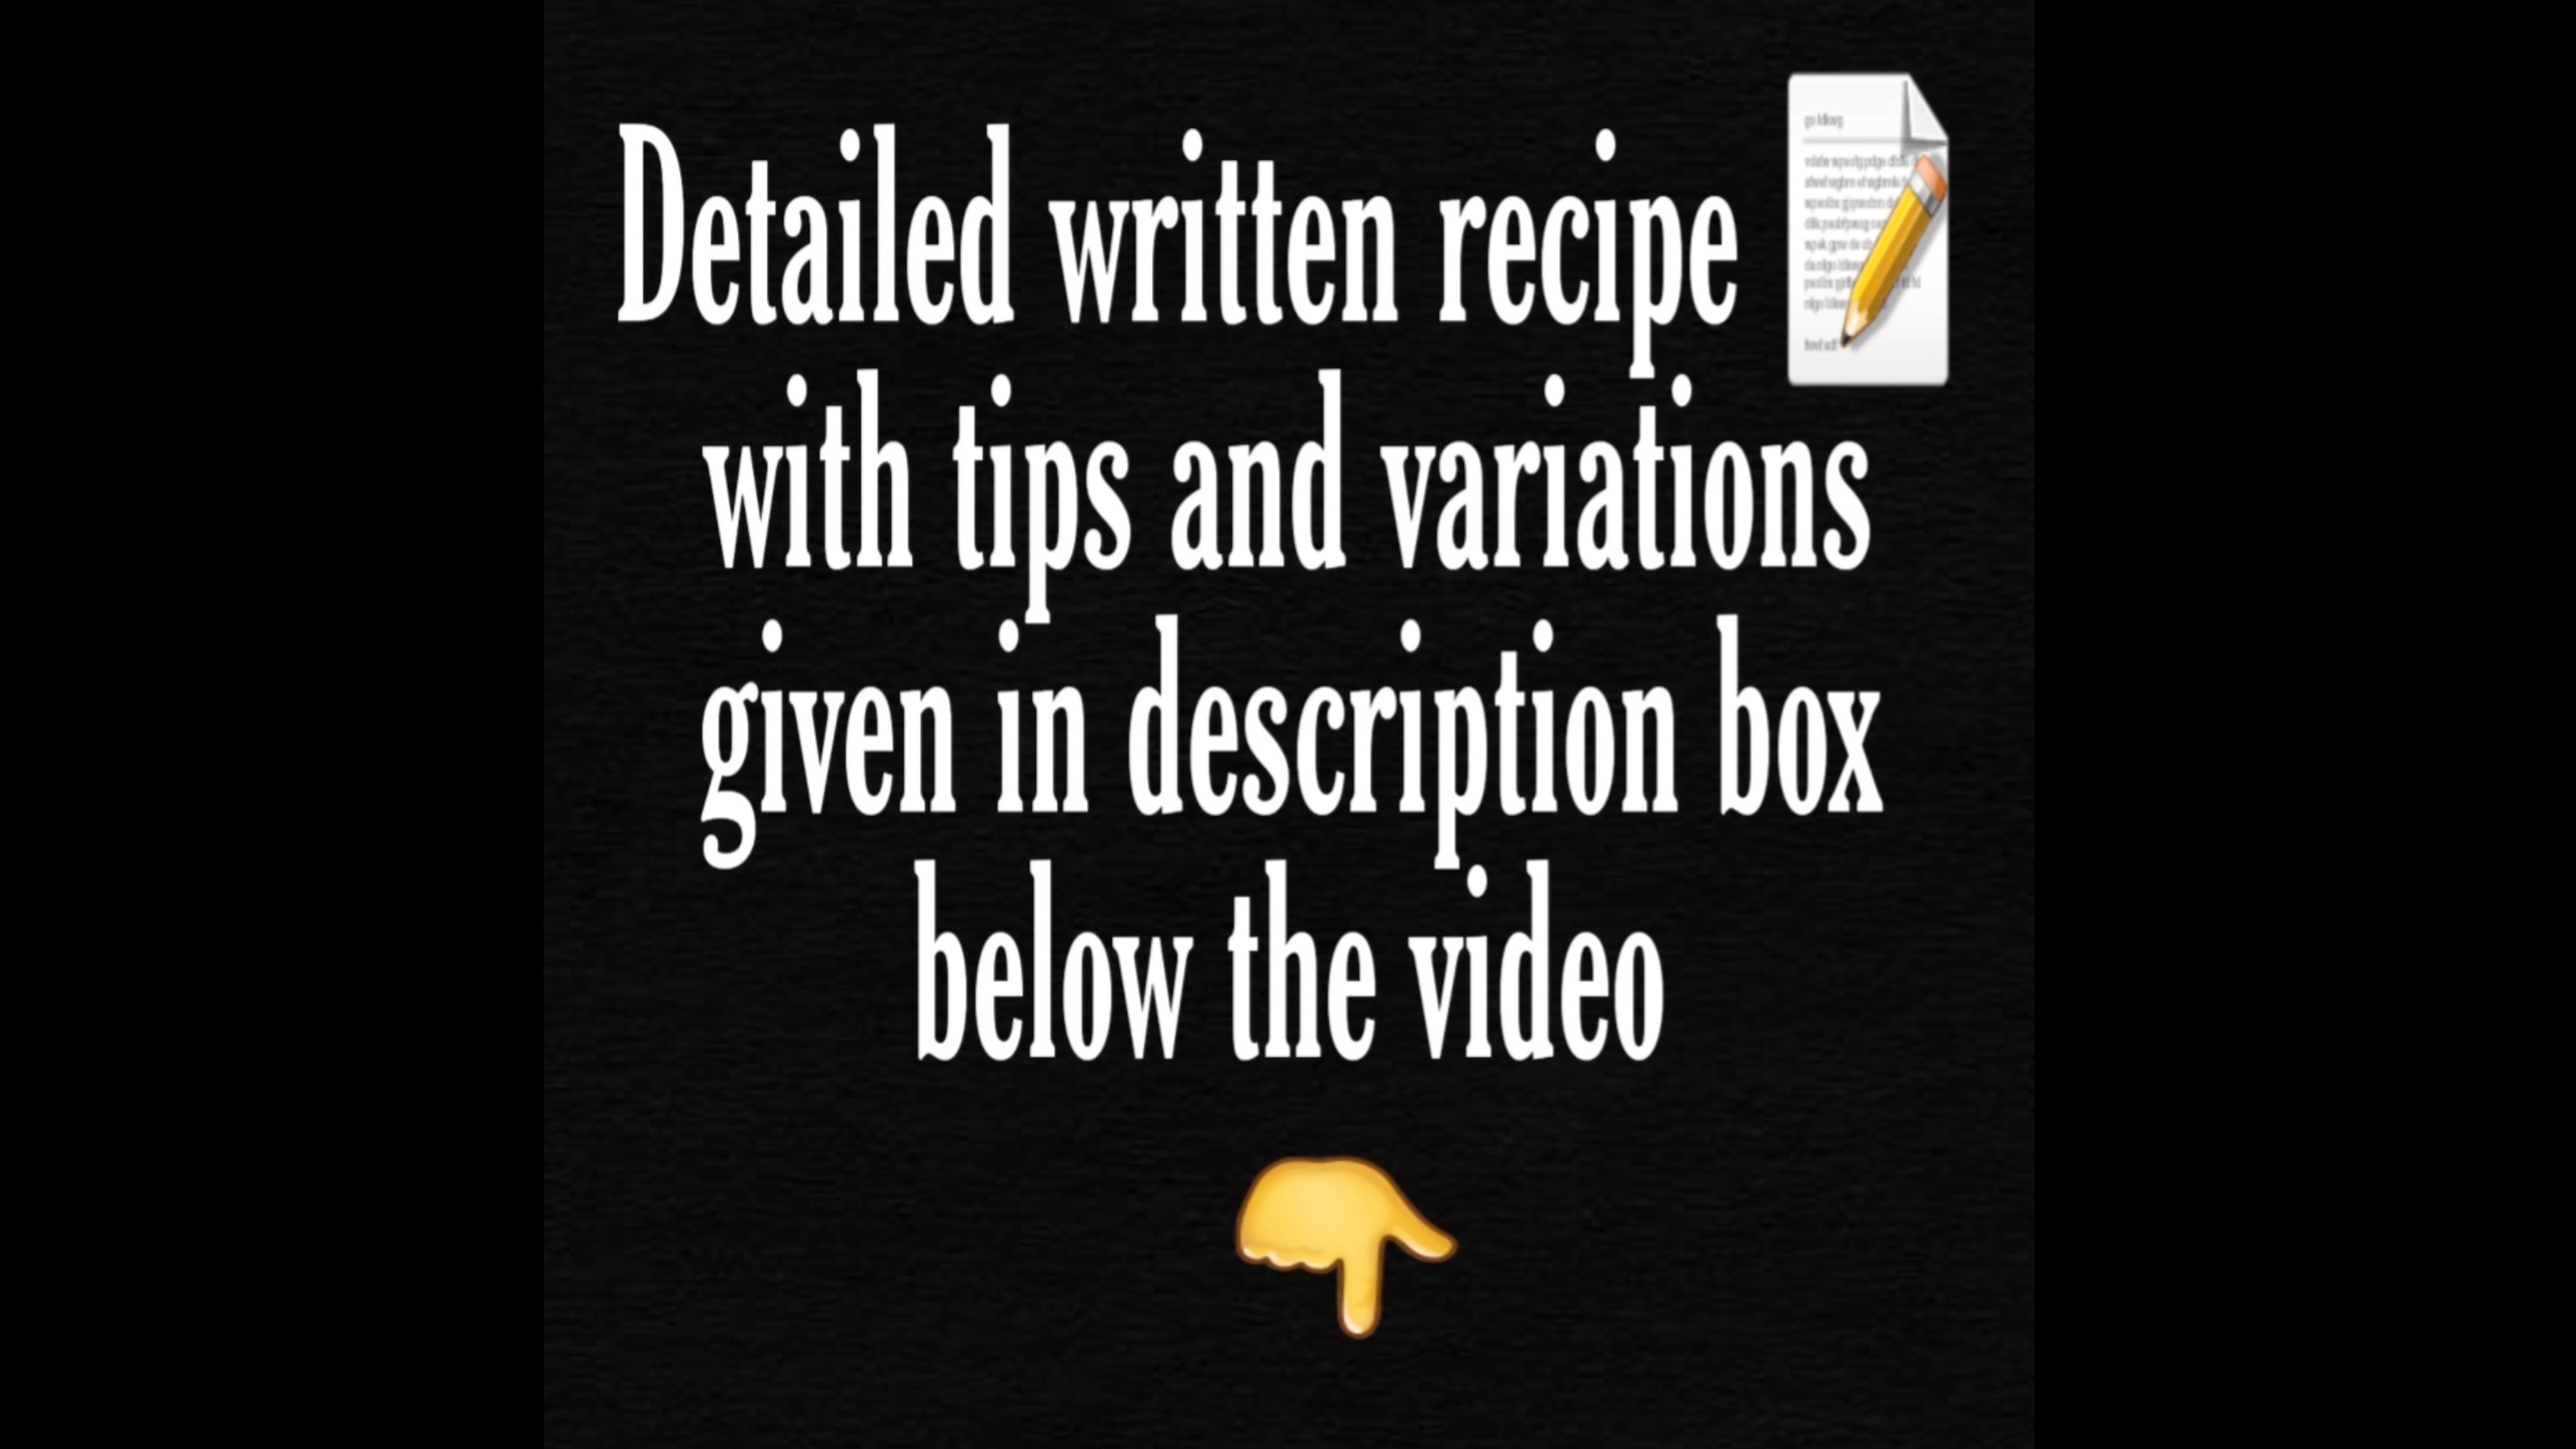 Detailed written recipe
with tips and variations
given in description box
below the video